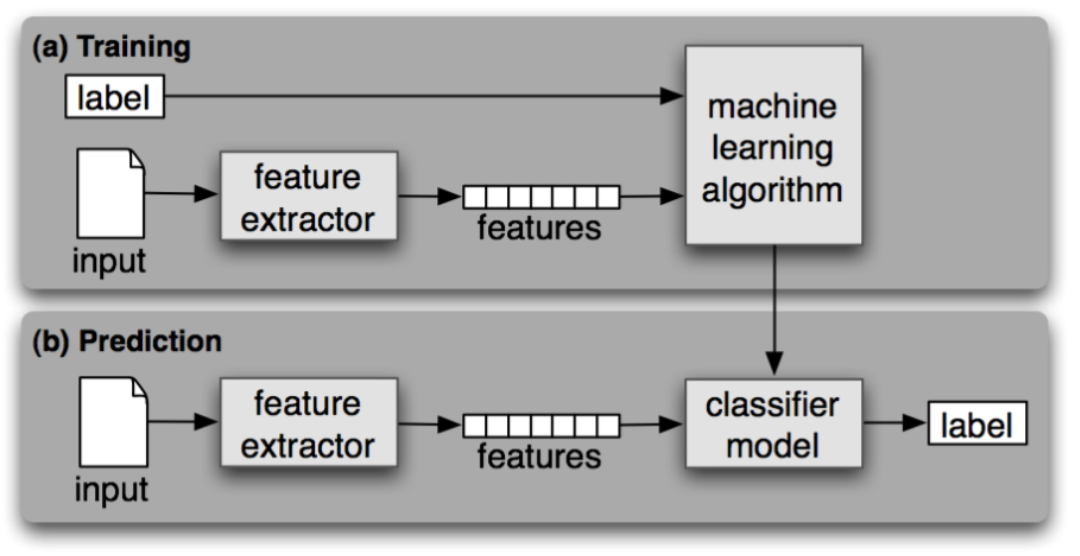 (a) Training
label
machine
learning
algorithm
feature
extractor
features
input
(b) Prediction
feature
extractor
features
classifier
model
label
input